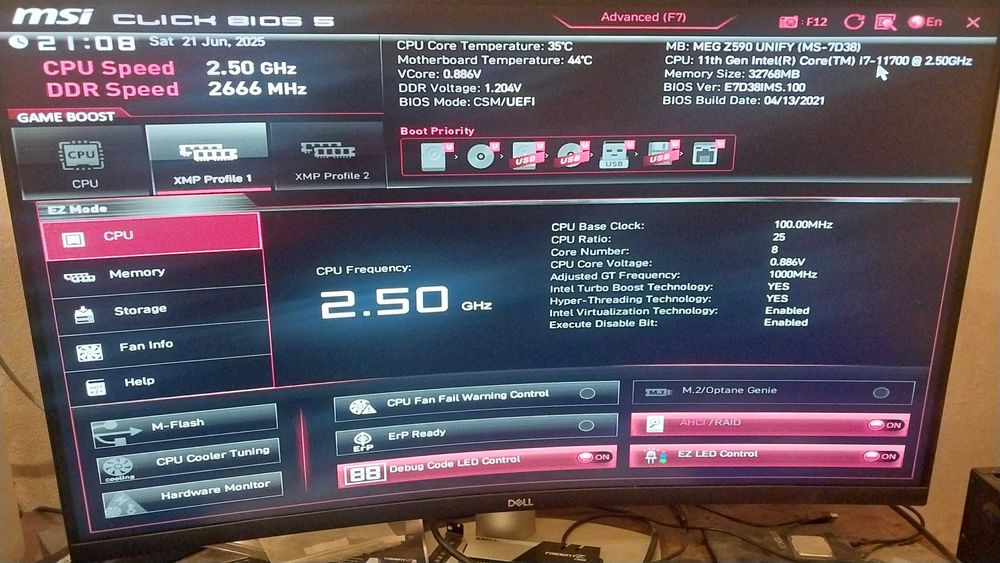 msi CLICK BIOS 5
Advanced (F7)
: F12
En
X
21:08 Sat 21 Jun, 2025
CPU Speed 2.50 GHz
DDR Speed 2666 MHz
CPU Core Temperature: 35°C
Motherboard Temperature: 44°C
VCore: 0.886V
DDR Voltage: 1.204V
BIOS Mode: CSM/UEFI
MB: MEG Z590 UNIFY (MS-7D38)
CPU: 11th Gen Intel(R) Core(TM) i7-11700 @ 2.50GHz
Memory Size: 32768MB
BIOS Ver: E7D38IMS.100
BIOS Build Date: 04/13/2021
GAME BOOST
CPU
CPU
XMP Profile 1
XMP Profile 2
Boot Priority
U U U U U U U
USB USB USB USB
EZ Mode
CPU
Memory
Storage
Fan Info
Help
CPU Frequency:
2.50 GHz
CPU Base Clock: 100.00MHz
CPU Ratio: 25
Core Number: 8
CPU Core Voltage: 0.886V
Adjusted GT Frequency: 1000MHz
Intel Turbo Boost Technology: YES
Hyper-Threading Technology: YES
Intel Virtualization Technology: Enabled
Execute Disable Bit: Enabled
M-Flash
CPU Cooler Tuning
cooling
Hardware Monitor
CPU Fan Fail Warning Control
ErP Ready
ErP
88 Debug Code LED Control ON
M.2 M.2/Optane Genie
AHCI /RAID ON
EZ LED Control ON
DELL
TRIDENT Z